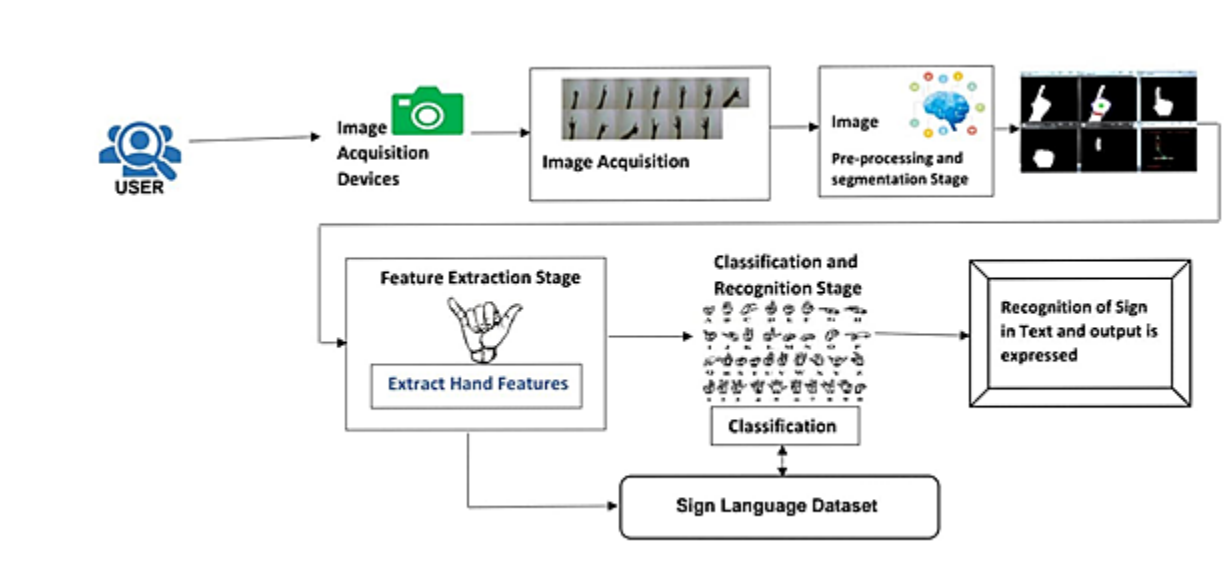 USER
Image
Acquisition
Devices
Image Acquisition
Image
Pre-processing and
segmentation Stage
Feature Extraction Stage
Extract Hand Features
Classification and
Recognition Stage
Classification
Sign Language Dataset
Recognition of Sign
in Text and output is
expressed